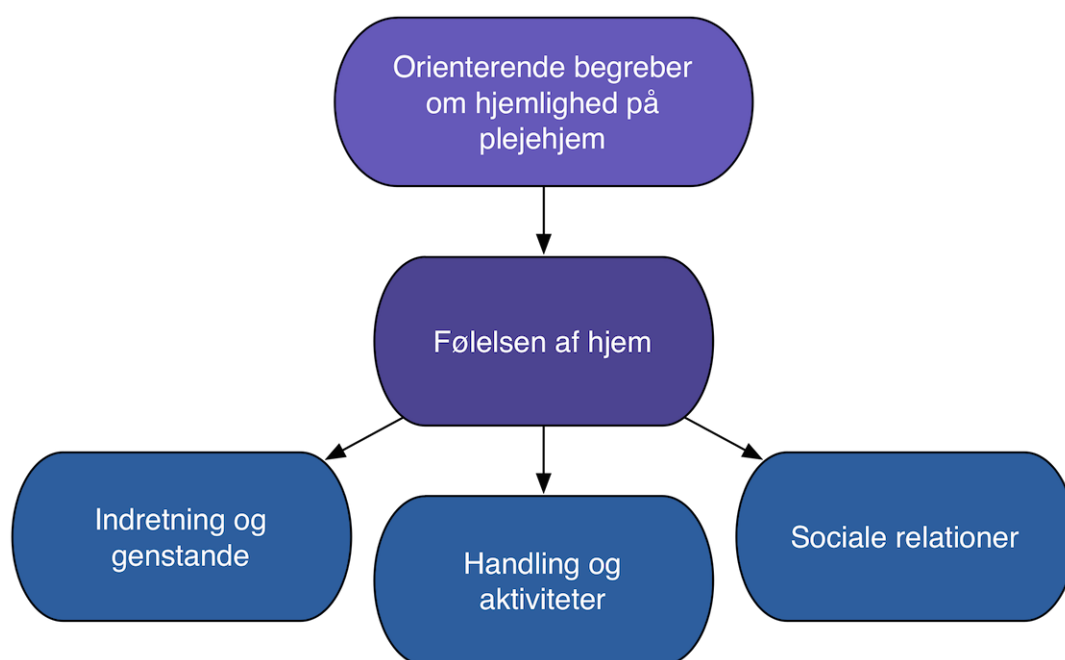 Orienterende begreber
om hjemlighed på
plejehjem
Følelsen af hjem
Indretning og
genstande
Handling og
aktiviteter
Sociale relationer